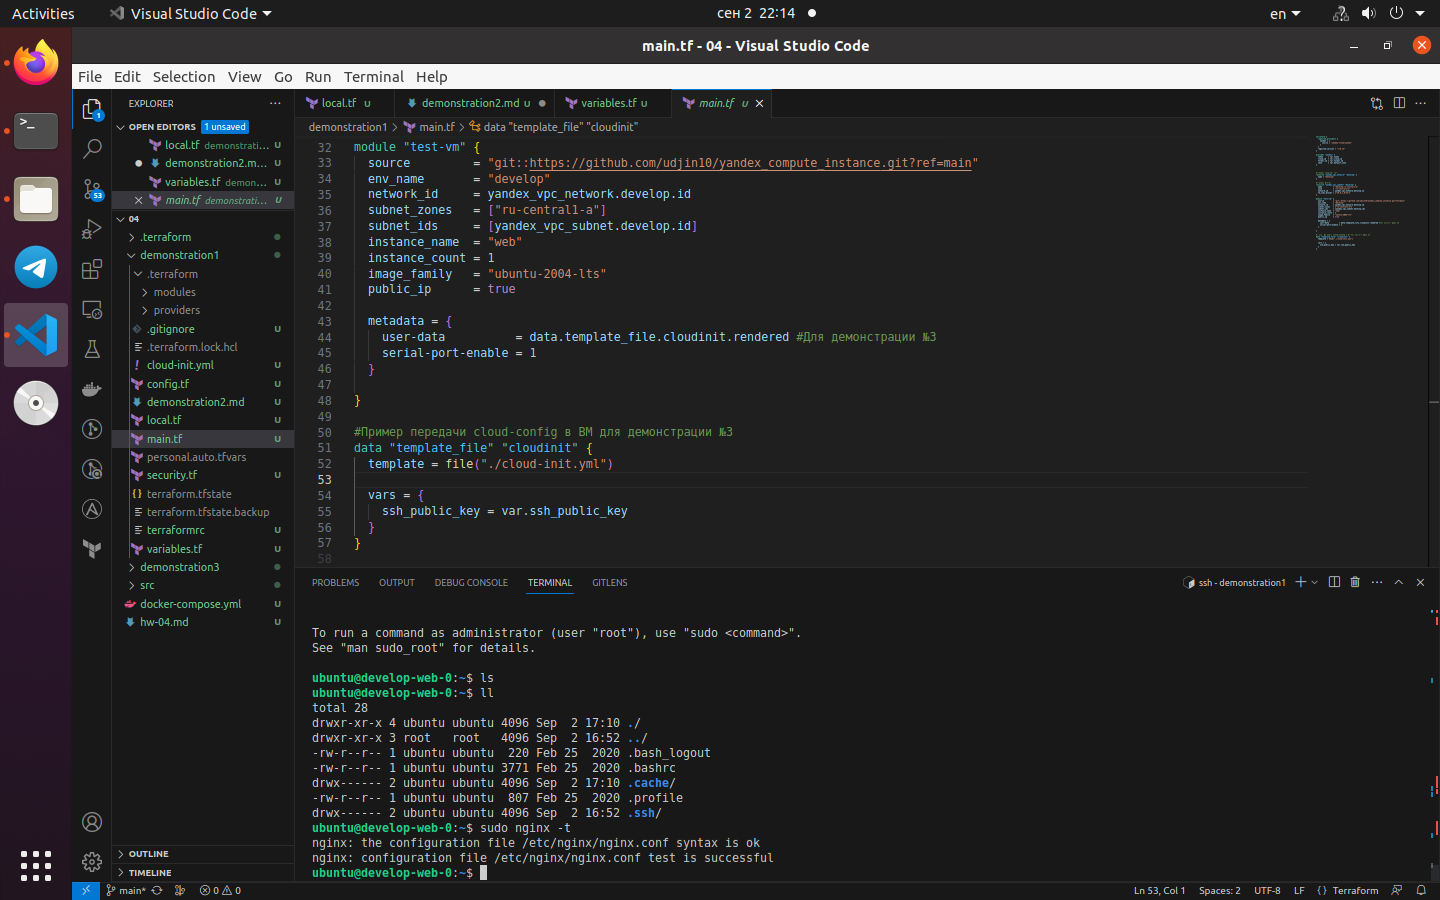 Activities
Visual Studio Code
сен 2 22:14
en
main.tf - 04 - Visual Studio Code
File Edit Selection View Go Run Terminal Help
EXPLORER
local.tf U
demonstration2.md U
variables.tf U
main.tf U
OPEN EDITORS 1 unsaved
local.tf demonstrati... U
demonstration2.m... U
variables.tf demon... U
main.tf demonstrati... U
04
.terraform
demonstration1
.terraform
modules
providers
.gitignore U
.terraform.lock.hcl
cloud-init.yml U
config.tf U
demonstration2.md U
local.tf U
main.tf U
personal.auto.tfvars
security.tf U
terraform.tfstate
terraform.tfstate.backup
terraformrc U
variables.tf U
demonstration3
src
docker-compose.yml U
hw-04.md U
OUTLINE
TIMELINE
1
53
demonstration1 > main.tf > data "template_file" "cloudinit"
32 module "test-vm" {
33 source = "git::https://github.com/udjin10/yandex_compute_instance.git?ref=main"
34 env_name = "develop"
35 network_id = yandex_vpc_network.develop.id
36 subnet_zones = ["ru-central1-a"]
37 subnet_ids = [yandex_vpc_subnet.develop.id]
38 instance_name = "web"
39 instance_count = 1
40 image_family = "ubuntu-2004-lts"
41 public_ip = true
42
43 metadata = {
44 user-data = data.template_file.cloudinit.rendered #Для демонстрации №3
45 serial-port-enable = 1
46 }
47
48 }
49
50 #Пример передачи cloud-config в ВМ для демонстрации №3
51 data "template_file" "cloudinit" {
52 template = file("./cloud-init.yml")
53
54 vars = {
55 ssh_public_key = var.ssh_public_key
56 }
57 }
58
PROBLEMS OUTPUT DEBUG CONSOLE TERMINAL GITLENS
ssh - demonstration1
To run a command as administrator (user "root"), use "sudo <command>".
See "man sudo_root" for details.
ubuntu@develop-web-0:~$ ls
ubuntu@develop-web-0:~$ ll
total 28
drwxr-xr-x 4 ubuntu ubuntu 4096 Sep  2 17:10 ./
drwxr-xr-x 3 root   root   4096 Sep  2 16:52 ../
-rw-r--r-- 1 ubuntu ubuntu  220 Feb 25  2020 .bash_logout
-rw-r--r-- 1 ubuntu ubuntu 3771 Feb 25  2020 .bashrc
drwx------ 2 ubuntu ubuntu 4096 Sep  2 17:10 .cache/
-rw-r--r-- 1 ubuntu ubuntu  807 Feb 25  2020 .profile
drwx------ 2 ubuntu ubuntu 4096 Sep  2 16:52 .ssh/
ubuntu@develop-web-0:~$ sudo nginx -t
nginx: the configuration file /etc/nginx/nginx.conf syntax is ok
nginx: configuration file /etc/nginx/nginx.conf test is successful
ubuntu@develop-web-0:~$
main* 0 0
Ln 53, Col 1 Spaces: 2 UTF-8 LF {} Terraform